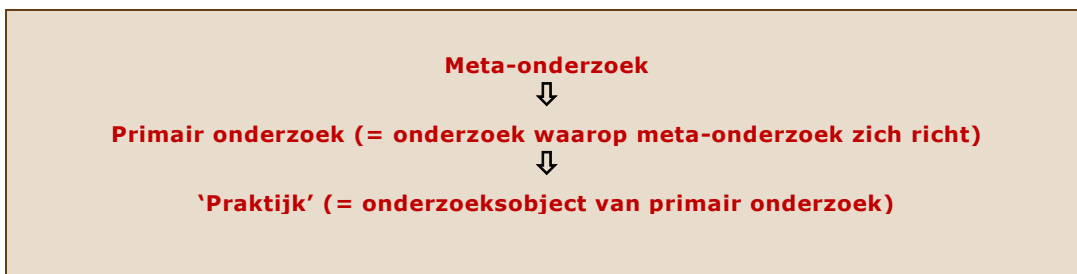 Meta-onderzoek
⇩
Primair onderzoek (= onderzoek waarop meta-onderzoek zich richt)
⇩
‘Praktijk’ (= onderzoeksobject van primair onderzoek)